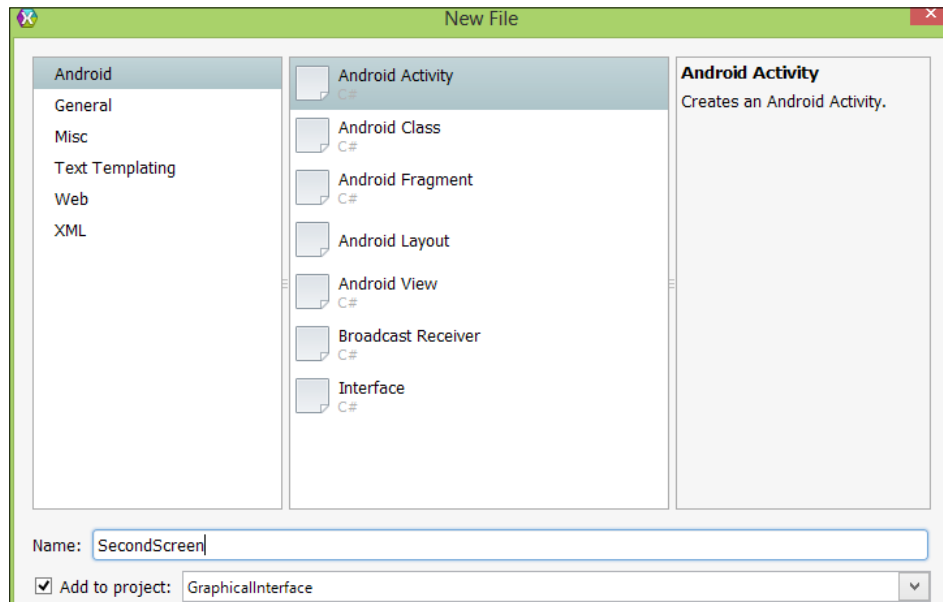 New File
Android
General
Misc
Text Templating
Web
XML
Android Activity
C#
Android Class
C#
Android Fragment
C#
Android Layout
Android View
C#
Broadcast Receiver
C#
Interface
C#
Android Activity
Creates an Android Activity.
Name: SecondScreen
Add to project: GraphicalInterface